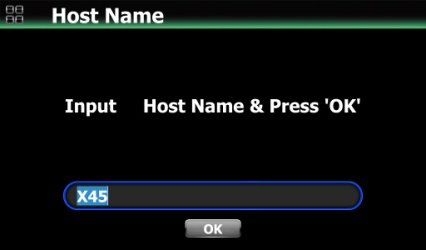 Host Name
Input Host Name & Press 'OK'
X45
OK